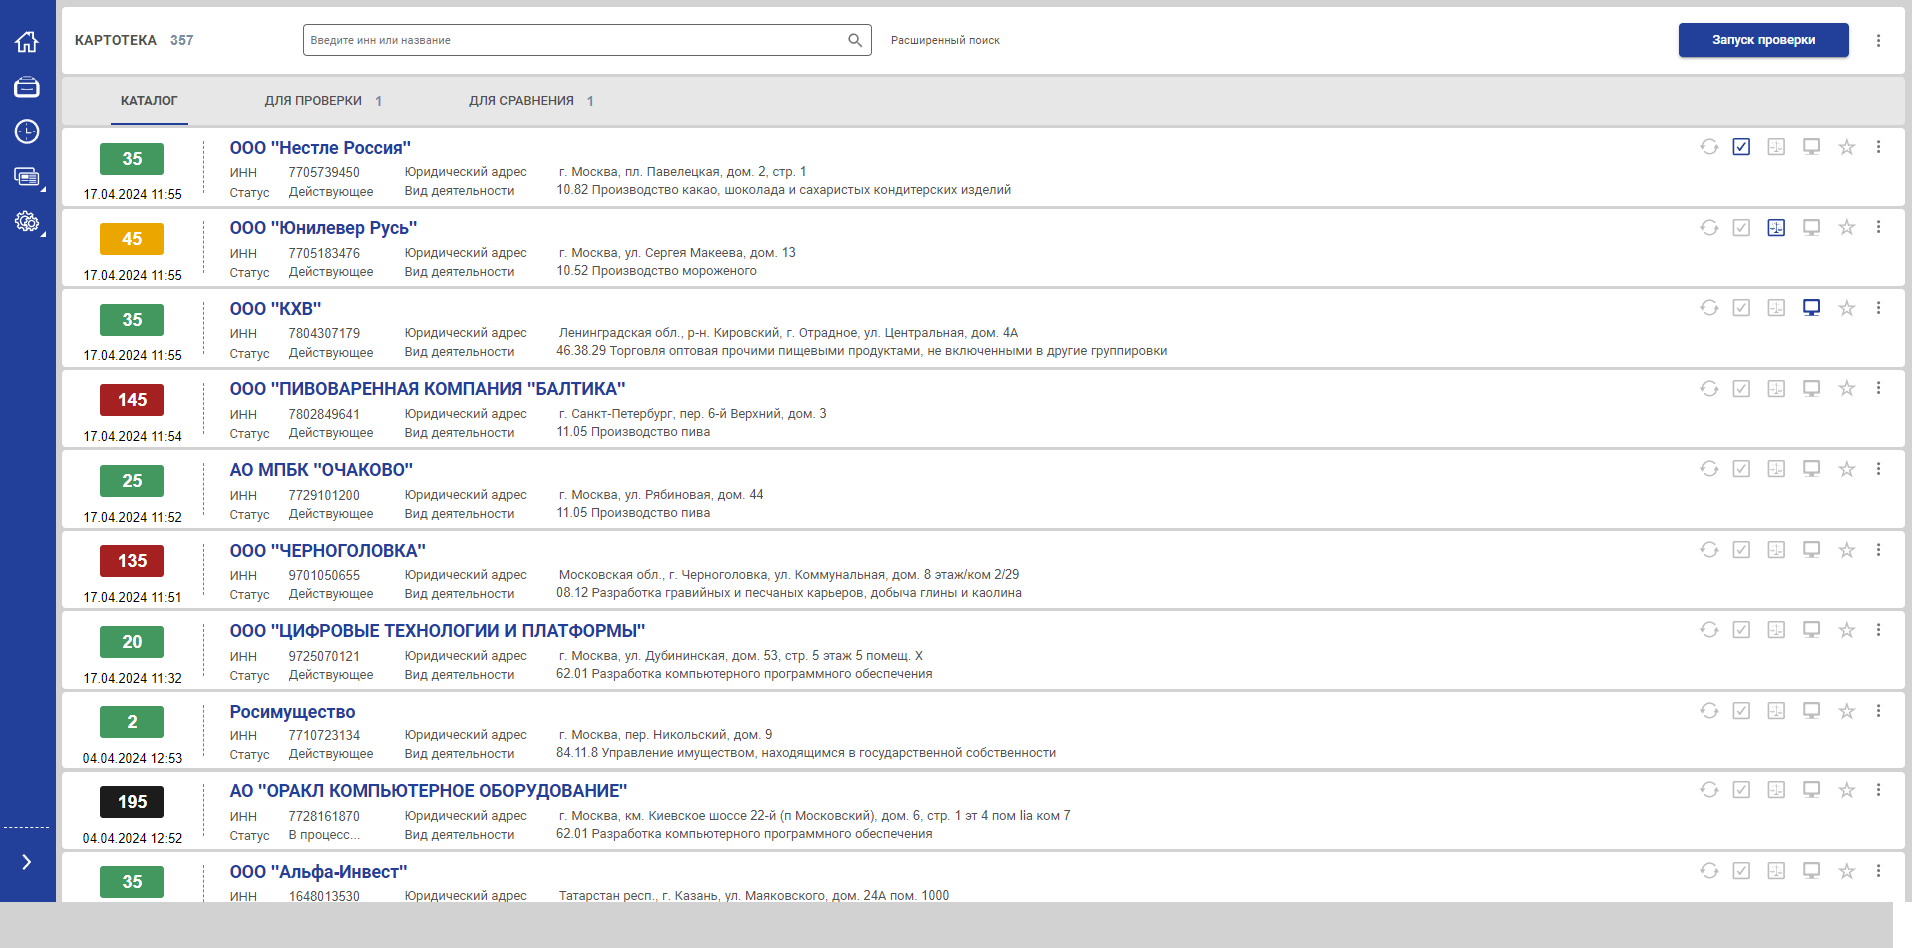 КАРТОТЕКА 357
Введите инн или название
Расширенный поиск
Запуск проверки
КАТАЛОГ ДЛЯ ПРОВЕРКИ 1 ДЛЯ СРАВНЕНИЯ 1
35 ООО "Нестле Россия"
ИНН 7705739450 Юридический адрес г. Москва, пл. Павелецкая, дом. 2, стр. 1
17.04.2024 11:55 Статус Действующее Вид деятельности 10.82 Производство какао, шоколада и сахаристых кондитерских изделий
45 ООО "Юнилевер Русь"
ИНН 7705183476 Юридический адрес г. Москва, ул. Сергея Макеева, дом. 13
17.04.2024 11:55 Статус Действующее Вид деятельности 10.52 Производство мороженого
35 ООО "КХВ"
ИНН 7804307179 Юридический адрес Ленинградская обл., р-н. Кировский, г. Отрадное, ул. Центральная, дом. 4А
17.04.2024 11:55 Статус Действующее Вид деятельности 46.38.29 Торговля оптовая прочими пищевыми продуктами, не включенными в другие группировки
145 ООО "ПИВОВАРЕННАЯ КОМПАНИЯ "БАЛТИКА"
ИНН 7802849641 Юридический адрес г. Санкт-Петербург, пер. 6-й Верхний, дом. 3
17.04.2024 11:54 Статус Действующее Вид деятельности 11.05 Производство пива
25 АО МПБК "ОЧАКОВО"
ИНН 7729101200 Юридический адрес г. Москва, ул. Рябиновая, дом. 44
17.04.2024 11:52 Статус Действующее Вид деятельности 11.05 Производство пива
135 ООО "ЧЕРНОГОЛОВКА"
ИНН 9701050655 Юридический адрес Московская обл., г. Черноголовка, ул. Коммунальная, дом. 8 этаж/ком 2/29
17.04.2024 11:51 Статус Действующее Вид деятельности 08.12 Разработка гравийных и песчаных карьеров, добыча глины и каолина
20 ООО "ЦИФРОВЫЕ ТЕХНОЛОГИИ И ПЛАТФОРМЫ"
ИНН 9725070121 Юридический адрес г. Москва, ул. Дубининская, дом. 53, стр. 5 этаж 5 помещ. X
17.04.2024 11:32 Статус Действующее Вид деятельности 62.01 Разработка компьютерного программного обеспечения
2 Росимущество
ИНН 7710723134 Юридический адрес г. Москва, пер. Никольский, дом. 9
04.04.2024 12:53 Статус Действующее Вид деятельности 84.11.8 Управление имуществом, находящимся в государственной собственности
195 АО "ОРАКЛ КОМПЬЮТЕРНОЕ ОБОРУДОВАНИЕ"
ИНН 7728161870 Юридический адрес г. Москва, км. Киевское шоссе 22-й (п Московский), дом. 6, стр. 1 эт 4 пом Iiа ком 7
04.04.2024 12:52 Статус В процесс... Вид деятельности 62.01 Разработка компьютерного программного обеспечения
35 ООО "Альфа-Инвест"
ИНН 1648013530 Юридический адрес Татарстан респ., г. Казань, ул. Маяковского, дом. 24А пом. 1000